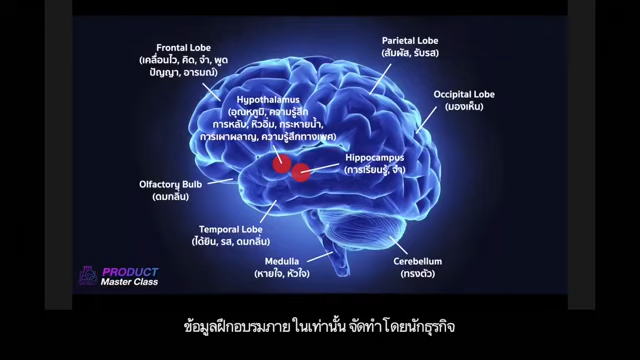 Frontal Lobe
(เคลื่อนไว, คิด, จำ, พูด
ปัญญา, อารมณ์)
Parietal Lobe
(สัมผัส, รับรส)
Occipital Lobe
(มองเห็น)
Hypothalamus
(อุณหภูมิ, ความรู้สึก
การหลับ, หิวอิ่ม, กระหายน้ำ,
การเผาผลาญ, ความรู้สึกทางเพศ)
Hippocampus
(การเรียนรู้, จำ)
Olfactory Bulb
(ดมกลิ่น)
Temporal Lobe
(ได้ยิน, รส, ดมกลิ่น)
Medulla
(หายใจ, หัวใจ)
Cerebellum
(ทรงตัว)
PRODUCT
Master Class
ข้อมูลฝึกอบรมภาย ในเท่านั้น จัดทำโดยนักธุรกิจ